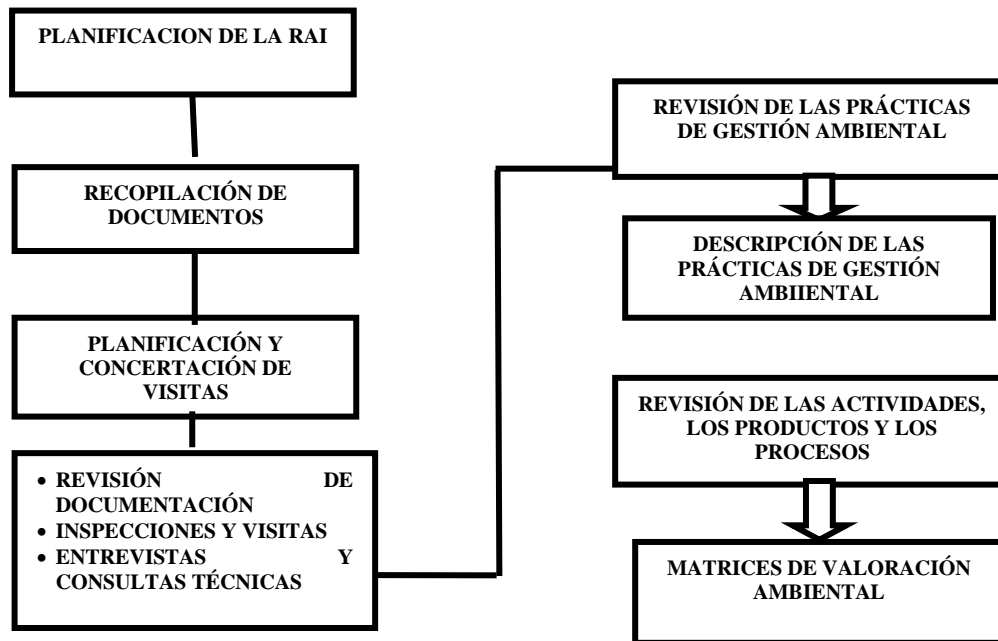 PLANIFICACION DE LA RAI
RECOPILACIÓN DE
DOCUMENTOS
PLANIFICACIÓN Y
CONCERTACIÓN DE
VISITAS
• REVISIÓN DE
DOCUMENTACIÓN
• INSPECCIONES Y VISITAS
• ENTREVISTAS Y
CONSULTAS TÉCNICAS
REVISIÓN DE LAS PRÁCTICAS
DE GESTIÓN AMBIENTAL
DESCRIPCIÓN DE LAS
PRÁCTICAS DE GESTIÓN
AMBIIENTAL
REVISIÓN DE LAS ACTIVIDADES,
LOS PRODUCTOS Y LOS
PROCESOS
MATRICES DE VALORACIÓN
AMBIENTAL